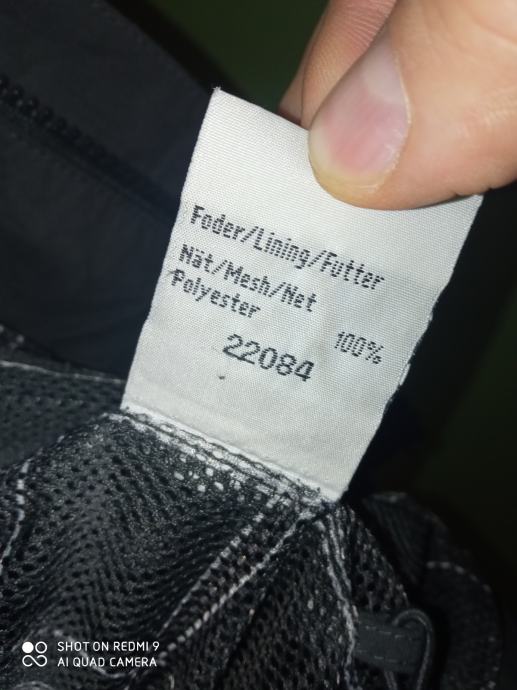 Foder/Lining/Futter
Nät/Mesh/Net
Polyester 100%
22084
SHOT ON REDMI 9
AI QUAD CAMERA